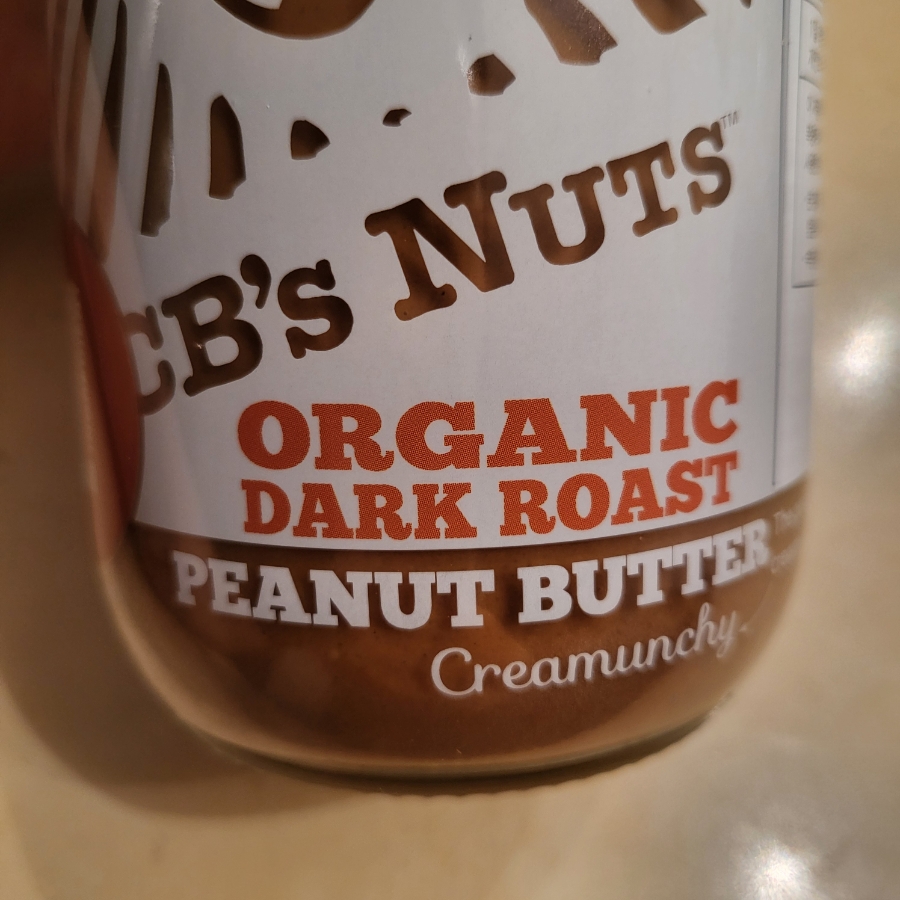 CB's Nuts™
ORGANIC
DARK ROAST
PEANUT BUTTER
Creamunchy